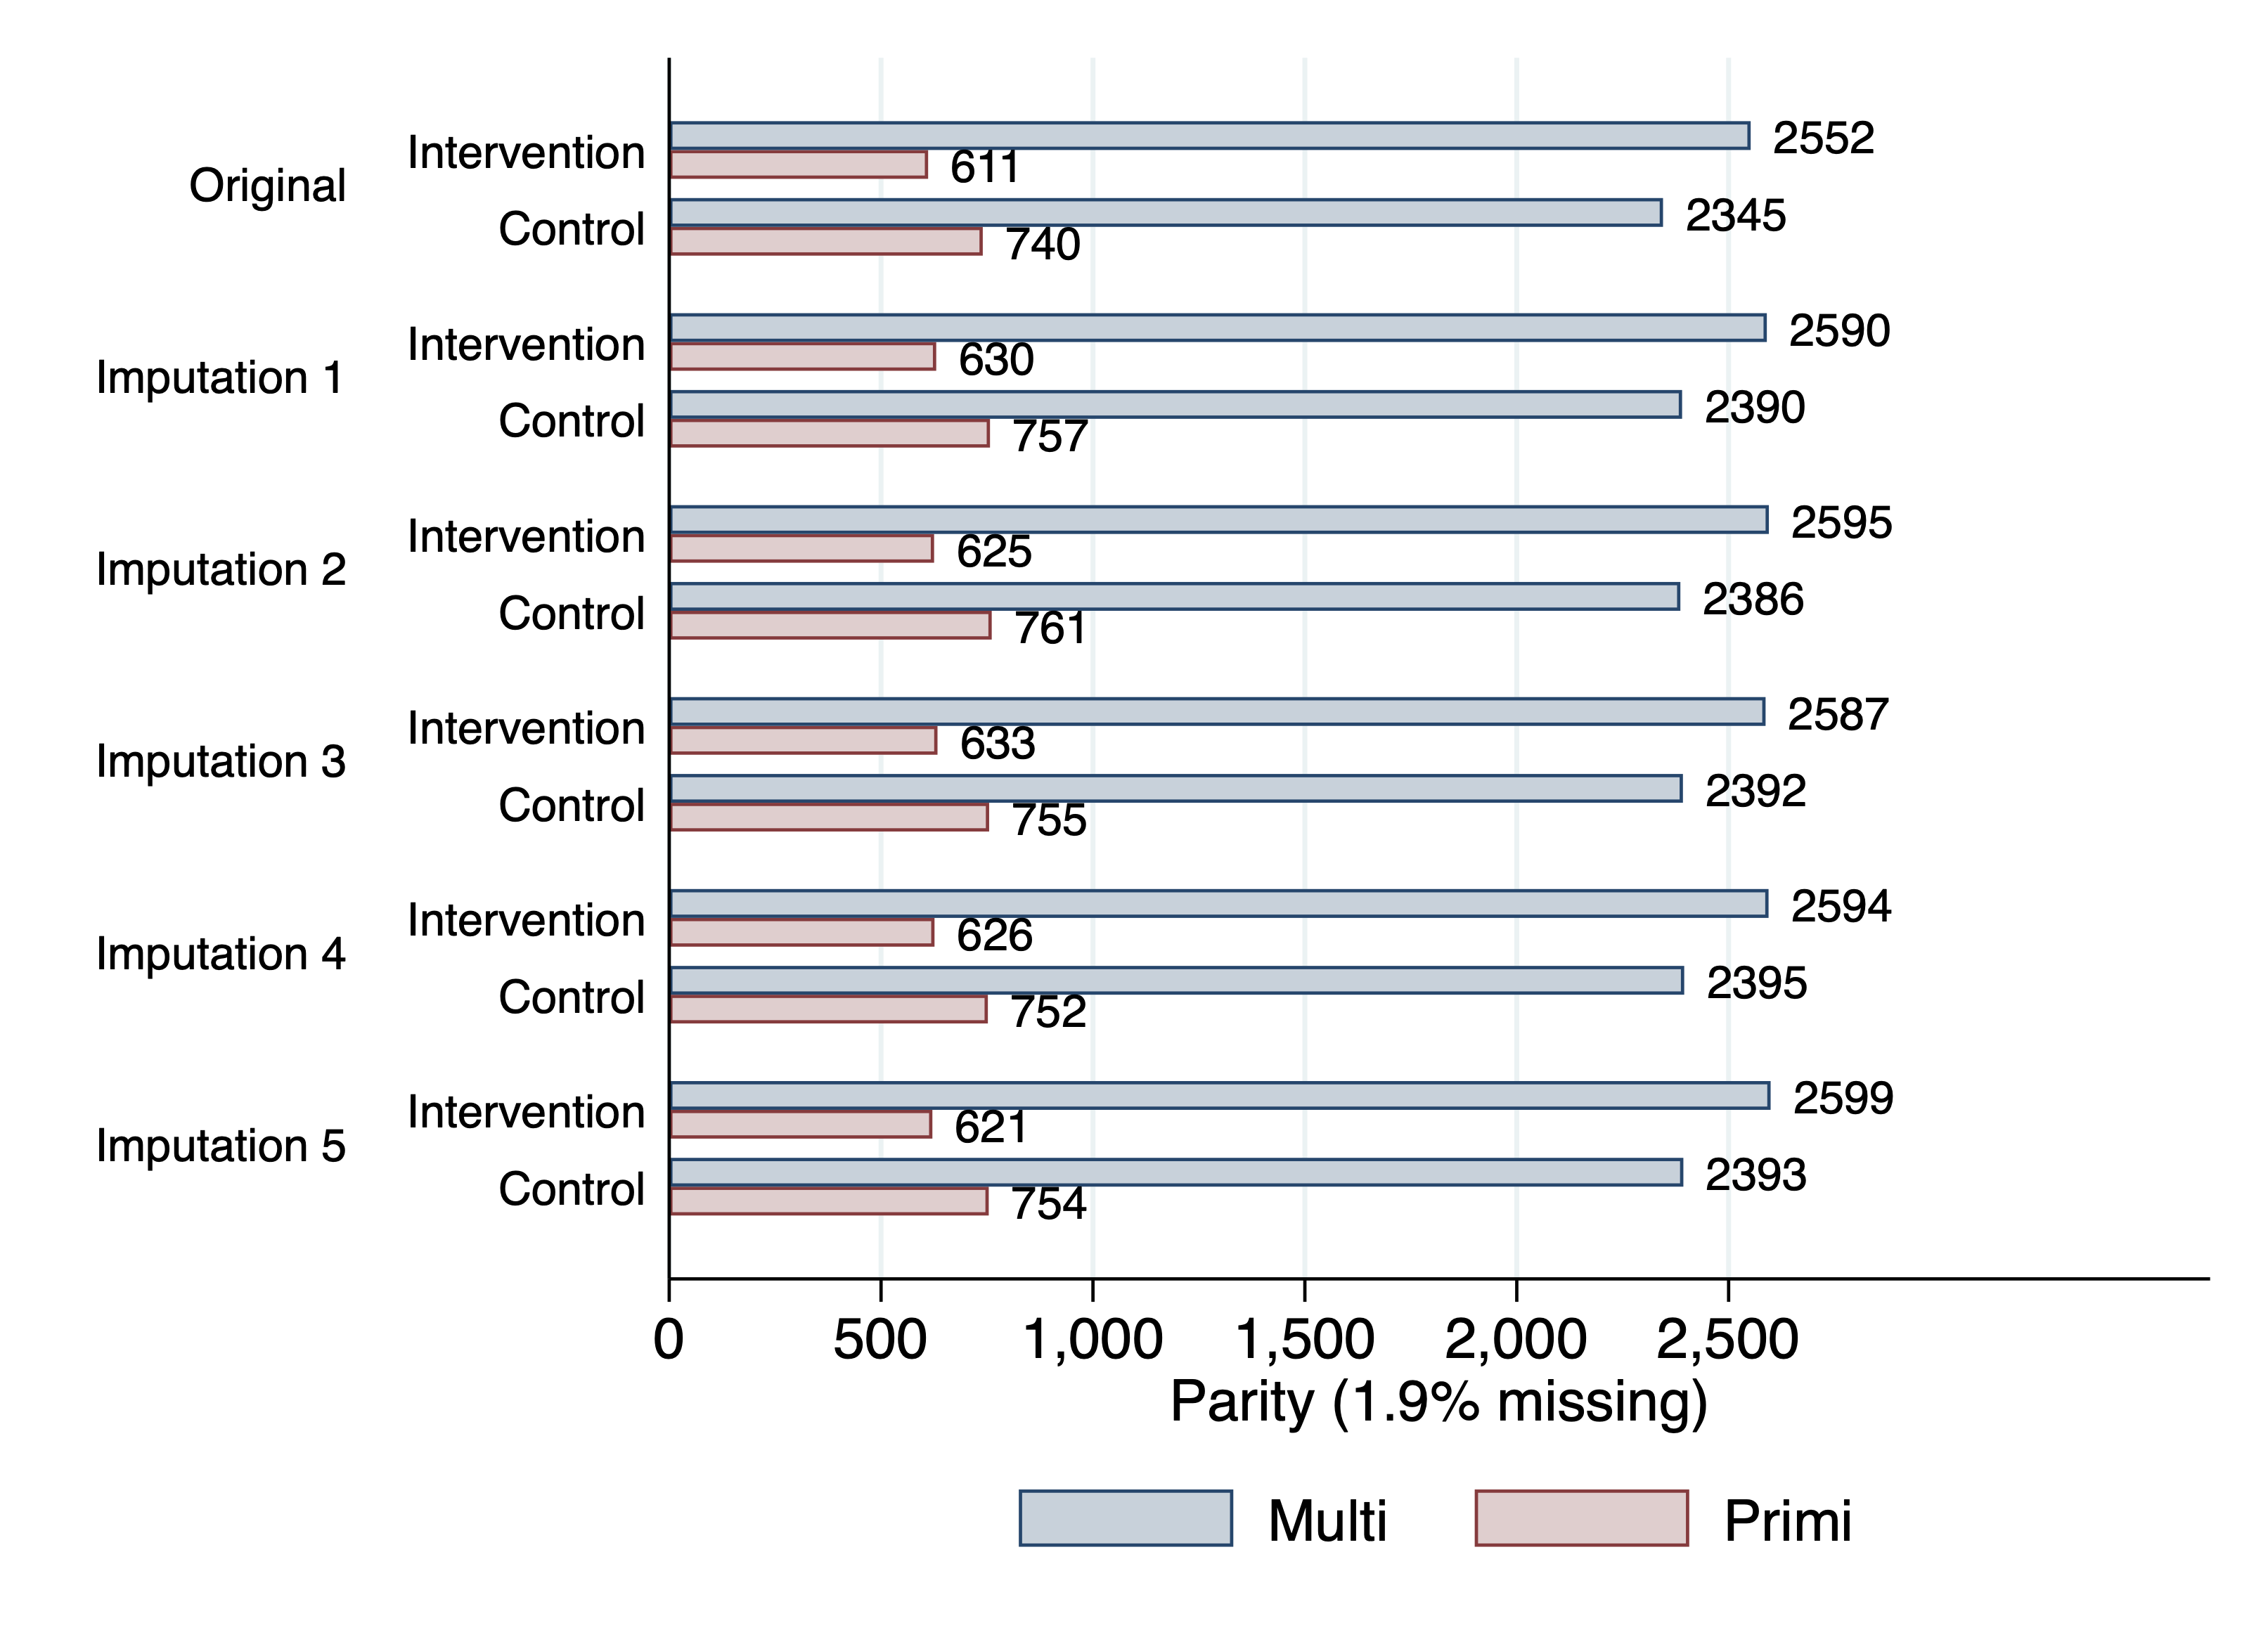 Original
Intervention
2552
611
Control
2345
740
Imputation 1
Intervention
2590
630
Control
2390
757
Imputation 2
Intervention
2595
625
Control
2386
761
Imputation 3
Intervention
2587
633
Control
2392
755
Imputation 4
Intervention
2594
626
Control
2395
752
Imputation 5
Intervention
2599
621
Control
2393
754
0 500 1,000 1,500 2,000 2,500
Parity (1.9% missing)
Multi Primi